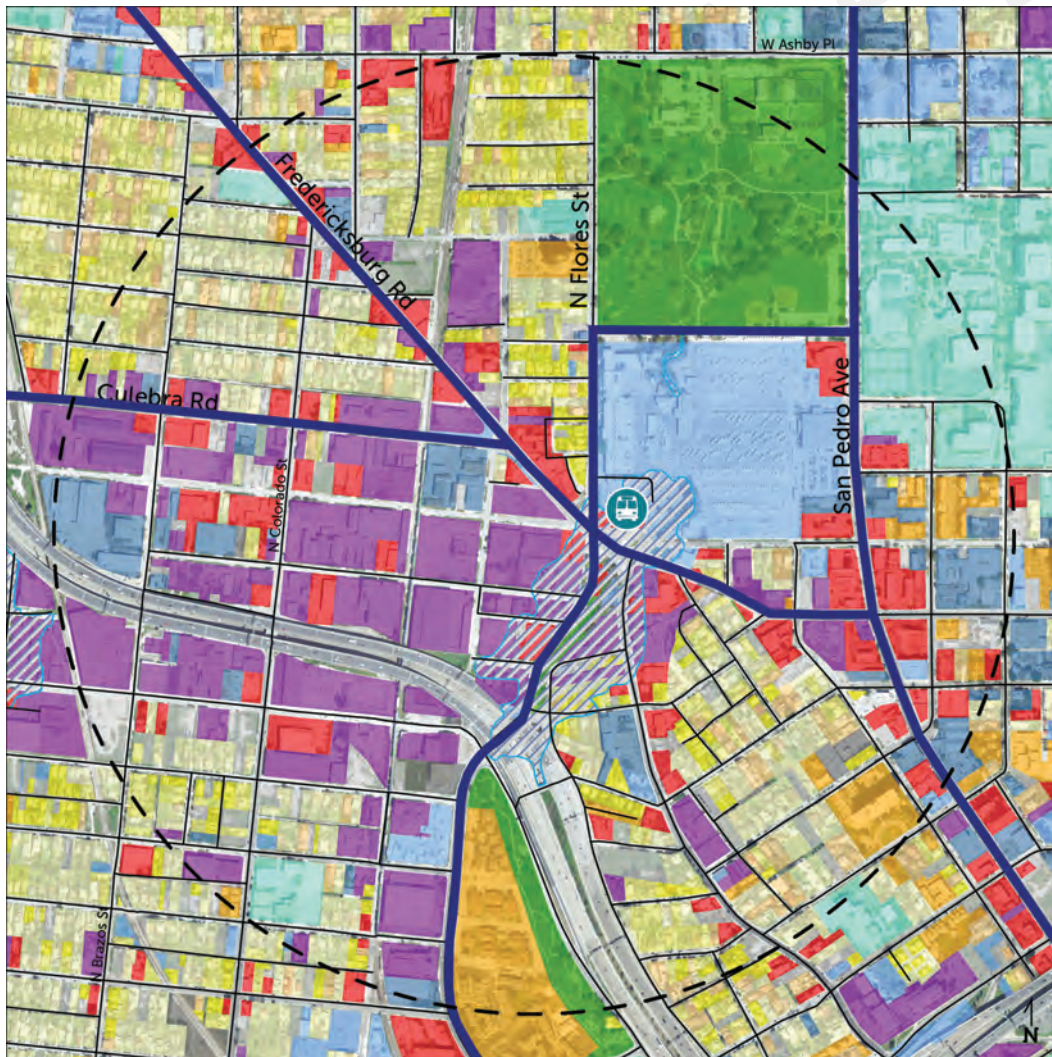 W Ashby Pl
Fredericksburg Rd
N Flores St
San Pedro Ave
Culebra Rd
N Colorado St
N Brazos St
N